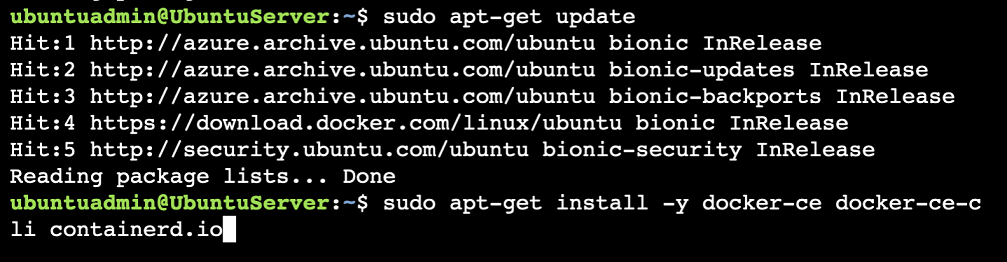 ubuntuadmin@UbuntuServer:~$ sudo apt-get update
Hit:1 http://azure.archive.ubuntu.com/ubuntu bionic InRelease
Hit:2 http://azure.archive.ubuntu.com/ubuntu bionic-updates InRelease
Hit:3 http://azure.archive.ubuntu.com/ubuntu bionic-backports InRelease
Hit:4 https://download.docker.com/linux/ubuntu bionic InRelease
Hit:5 http://security.ubuntu.com/ubuntu bionic-security InRelease
Reading package lists... Done
ubuntuadmin@UbuntuServer:~$ sudo apt-get install -y docker-ce docker-ce-c
li containerd.io